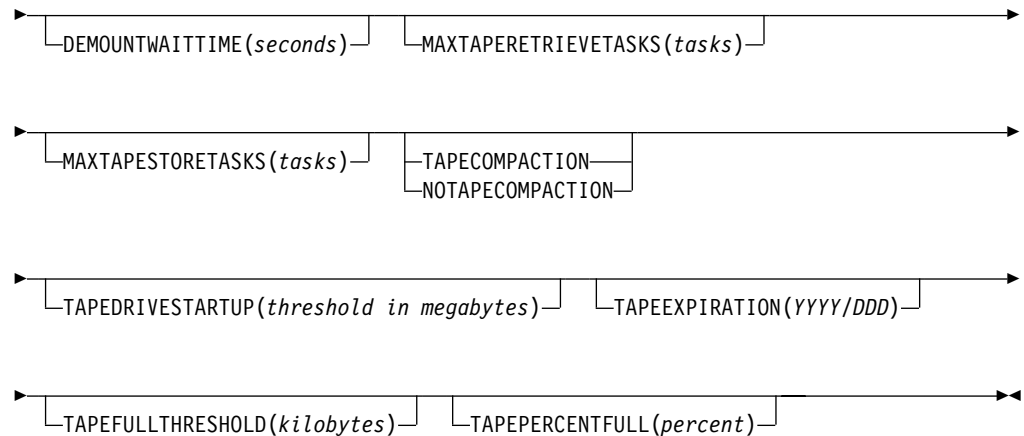 DEMOUNTWAITTIME(seconds) MAXTAPERETRIEVETASKS(tasks)
MAXTAPESTORETASKS(tasks) TAPECOMPACTION
NOTAPECOMPACTION
TAPEDRIVESTARTUP(threshold in megabytes) TAPEEXPIRATION(YYYY/DDD)
TAPEFULLTHRESHOLD(kilobytes) TAPEPERCENTFULL(percent)